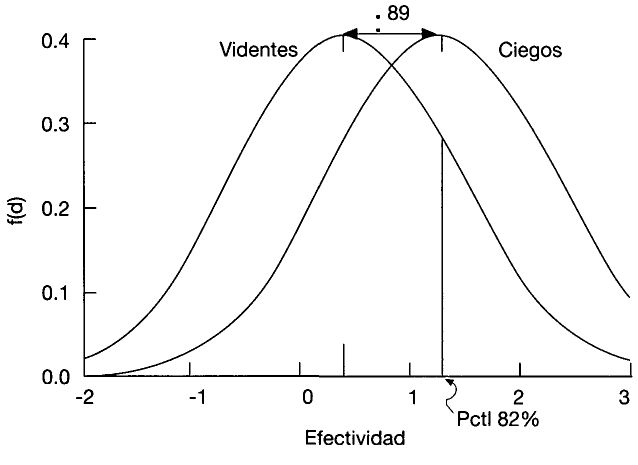 : 89
Videntes
Ciegos
0.4
0.3
0.2
0.1
0.0
f(d)
-2
-1
0
1
2
3
Pctl 82%
Efectividad